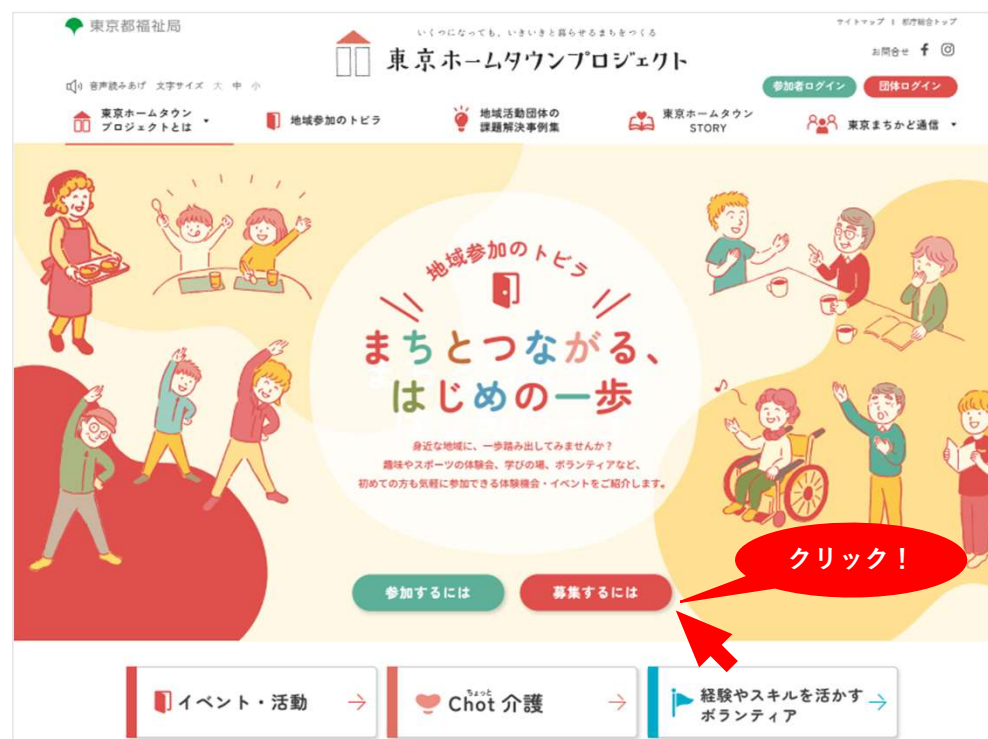 東京都福祉局
いくつになっても、いきいきと暮らせるまちをつくる
東京ホームタウンプロジェクト
サイトマップ | 都庁総合トップ
お問合せ
音声読みあげ 文字サイズ 大 中 小
参加者ログイン
団体ログイン
東京ホームタウン
プロジェクトとは
地域参加のトビラ
地域活動団体の
課題解決事例集
東京ホームタウン
STORY
東京まちかど通信
地域参加のトビラ
まちとつながる、
はじめの一歩
身近な地域に、一歩踏み出してみませんか?
趣味やスポーツの体験会、学びの場、ボランティアなど、
初めての方も気軽に参加できる体験機会・イベントをご紹介します。
クリック!
参加するには
募集するには
イベント・活動
ちょっと
Chot 介護
経験やスキルを活かす
ボランティア